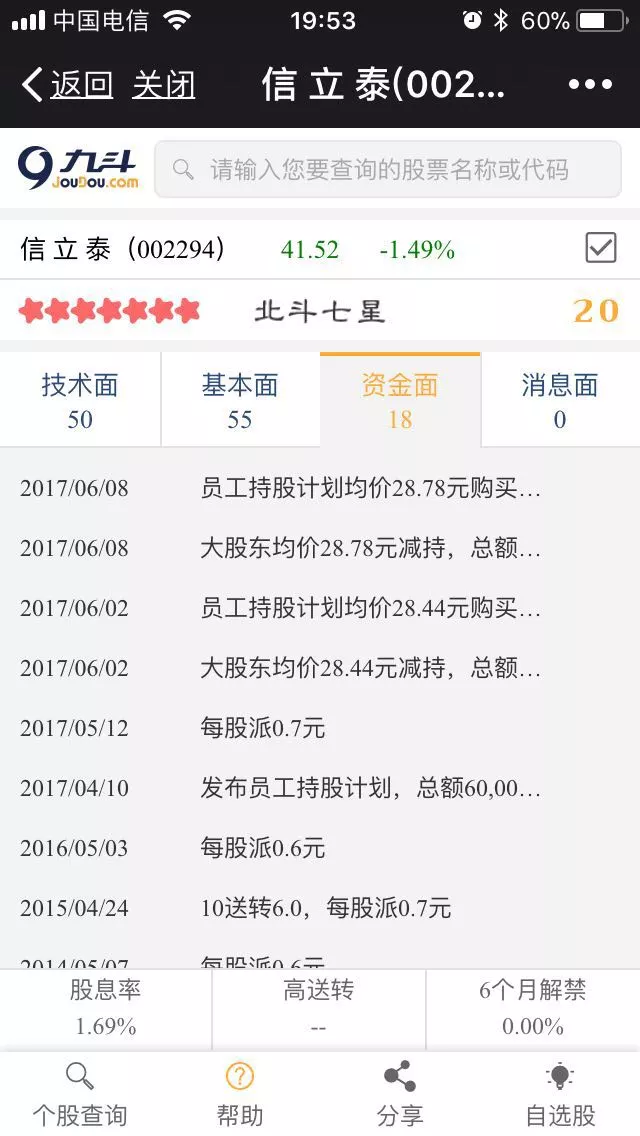 中国电信 19:53 60%
返回 关闭 信 立 泰(002...
九斗 JouDou.com 请输入您要查询的股票名称或代码
信 立 泰（002294） 41.52 -1.49%
北斗七星 20
技术面 基本面 资金面 消息面
50 55 18 0
2017/06/08 员工持股计划均价28.78元购买...
2017/06/08 大股东均价28.78元减持，总额...
2017/06/02 员工持股计划均价28.44元购买...
2017/06/02 大股东均价28.44元减持，总额...
2017/05/12 每股派0.7元
2017/04/10 发布员工持股计划，总额60,00...
2016/05/03 每股派0.6元
2015/04/24 10送转6.0，每股派0.7元
2014/05/07 每股派0.6元
股息率 高送转 6个月解禁
1.69% -- 0.00%
个股查询 帮助 分享 自选股